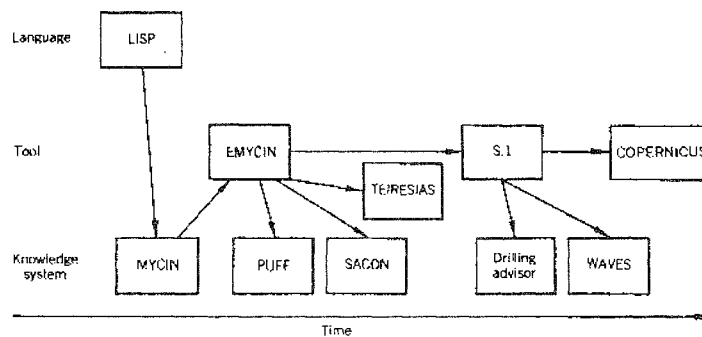 Language
LISP
Tool
EMYCIN
S.1
COPERNICUS
TEIRESIAS
Knowledge
system
MYCIN
PUFF
SACON
Drilling
advisor
WAVES
Time